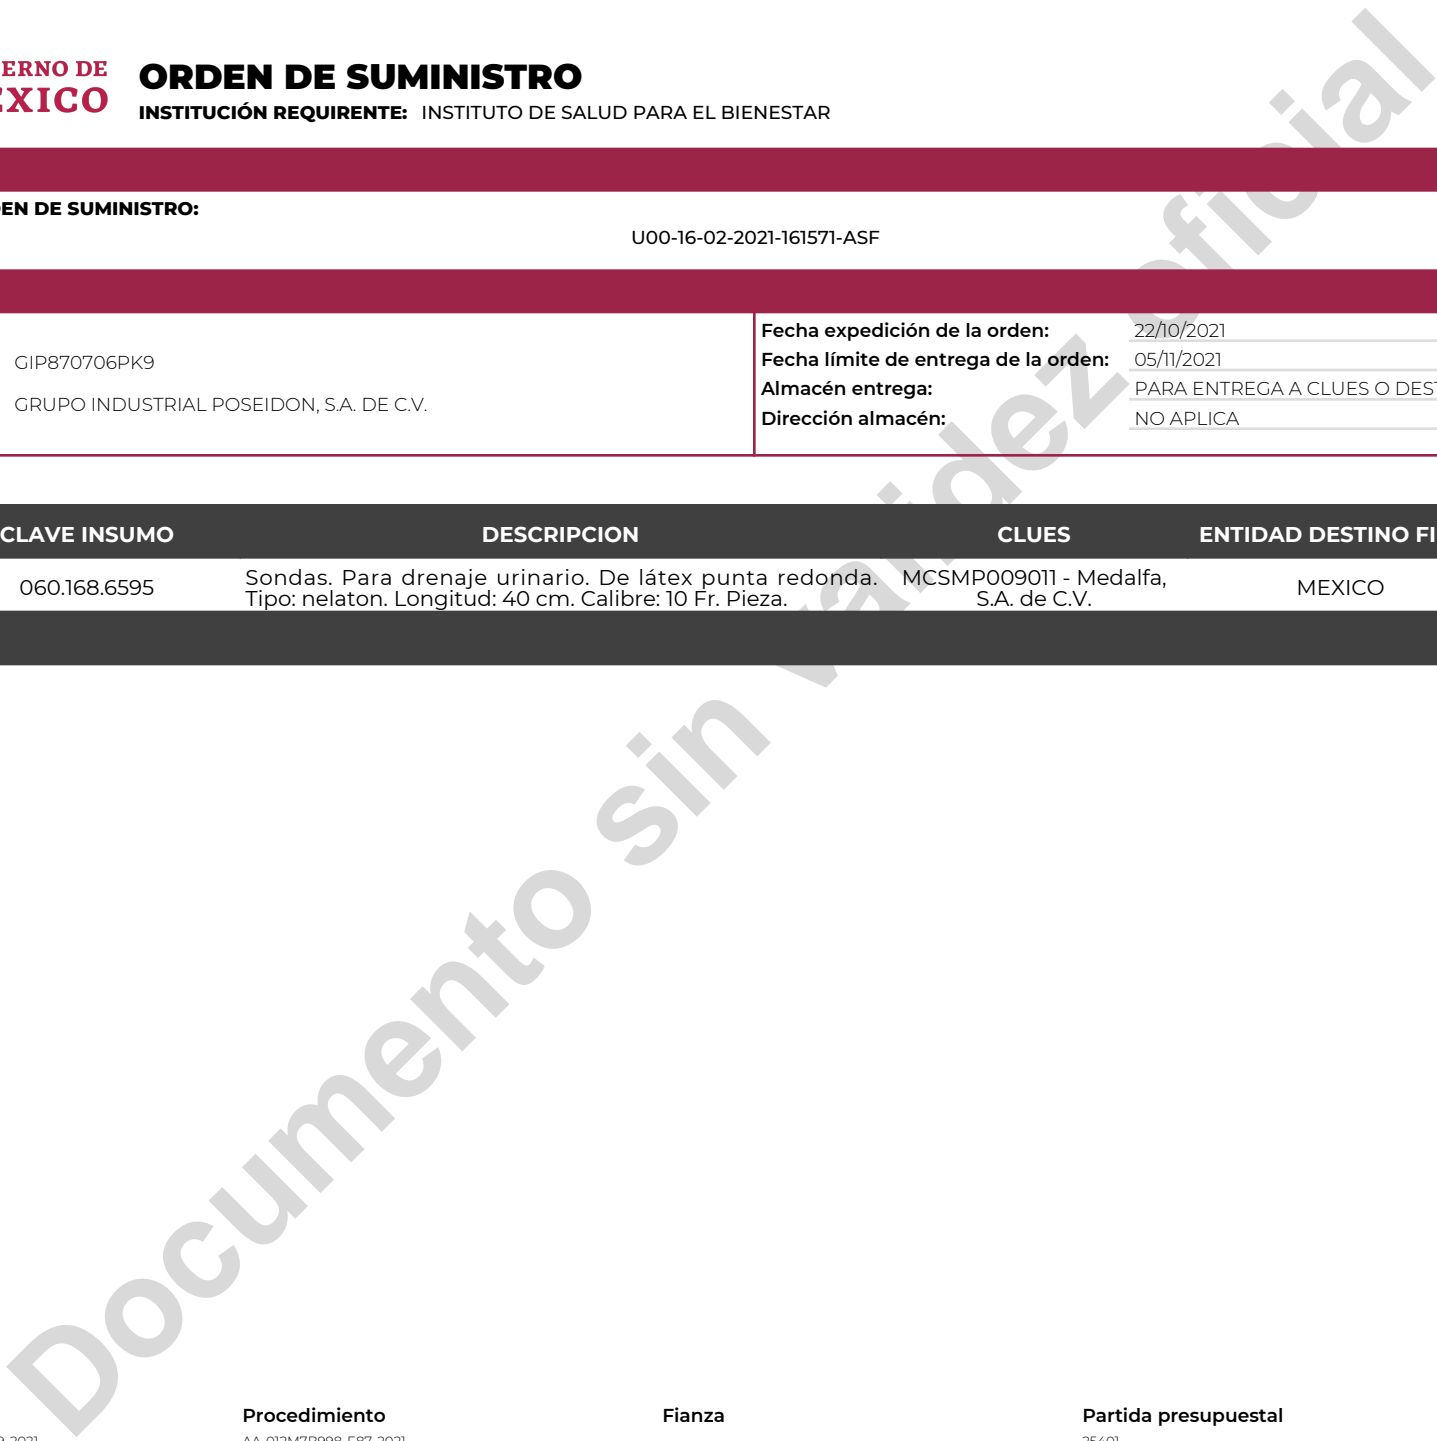 ERNO DE
EXICO
ORDEN DE SUMINISTRO
INSTITUCIÓN REQUIRENTE: INSTITUTO DE SALUD PARA EL BIENESTAR
EN DE SUMINISTRO:
U00-16-02-2021-161571-ASF
GIP870706PK9
GRUPO INDUSTRIAL POSEIDON, S.A. DE C.V.
Fecha expedición de la orden: 22/10/2021
Fecha límite de entrega de la orden: 05/11/2021
Almacén entrega: PARA ENTREGA A CLUES O DEST
Dirección almacén: NO APLICA
CLAVE INSUMO DESCRIPCION CLUES ENTIDAD DESTINO FI
060.168.6595
Sondas. Para drenaje urinario. De látex punta redonda.
Tipo: nelaton. Longitud: 40 cm. Calibre: 10 Fr. Pieza.
MCSMP009011 - Medalfa,
S.A. de C.V.
MEXICO
Documento sin validez oficial
Procedimiento Fianza Partida presupuestal